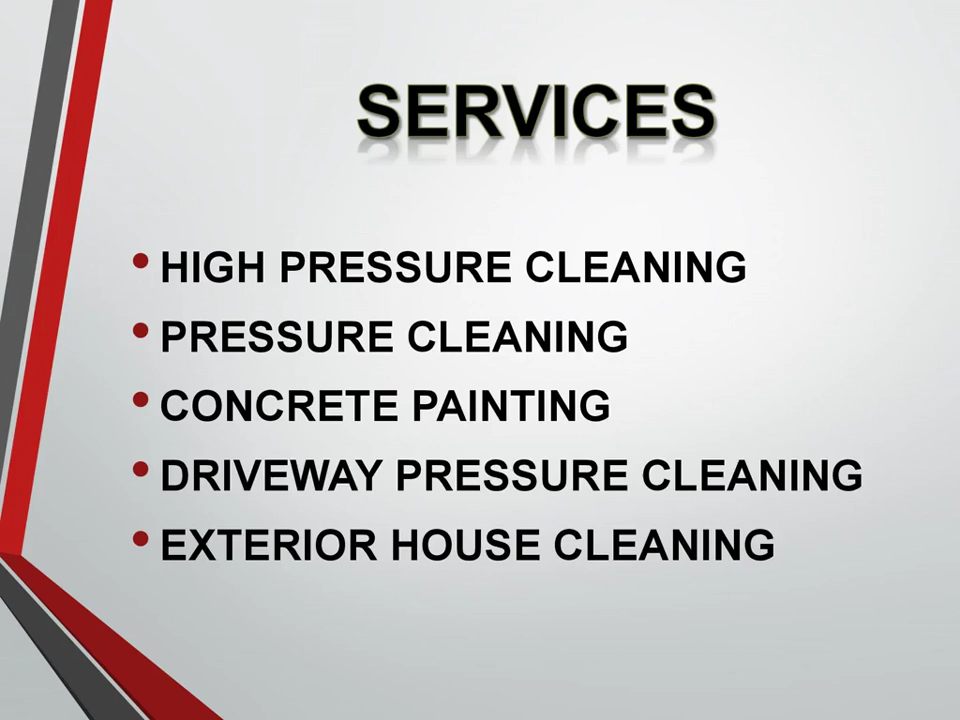 SERVICES
• HIGH PRESSURE CLEANING
• PRESSURE CLEANING
• CONCRETE PAINTING
• DRIVEWAY PRESSURE CLEANING
• EXTERIOR HOUSE CLEANING